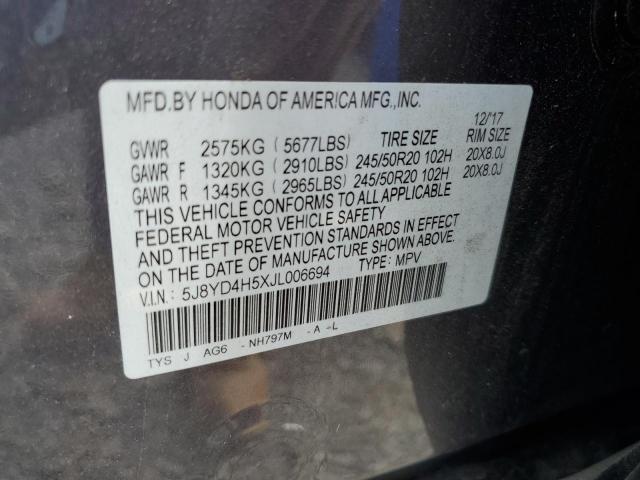 MFD.BY HONDA OF AMERICA MFG.,INC.
12/'17
GVWR 2575KG (5677LBS) TIRE SIZE RIM SIZE
GAWR F 1320KG (2910LBS) 245/50R20 102H 20X8.0J
GAWR R 1345KG (2965LBS) 245/50R20 102H 20X8.0J
THIS VEHICLE CONFORMS TO ALL APPLICABLE
FEDERAL MOTOR VEHICLE SAFETY
AND THEFT PREVENTION STANDARDS IN EFFECT
ON THE DATE OF MANUFACTURE SHOWN ABOVE.
V.I.N.: 5J8YD4H5XJL006694 TYPE: MPV
TYS J AG6 -NH797M -A -L